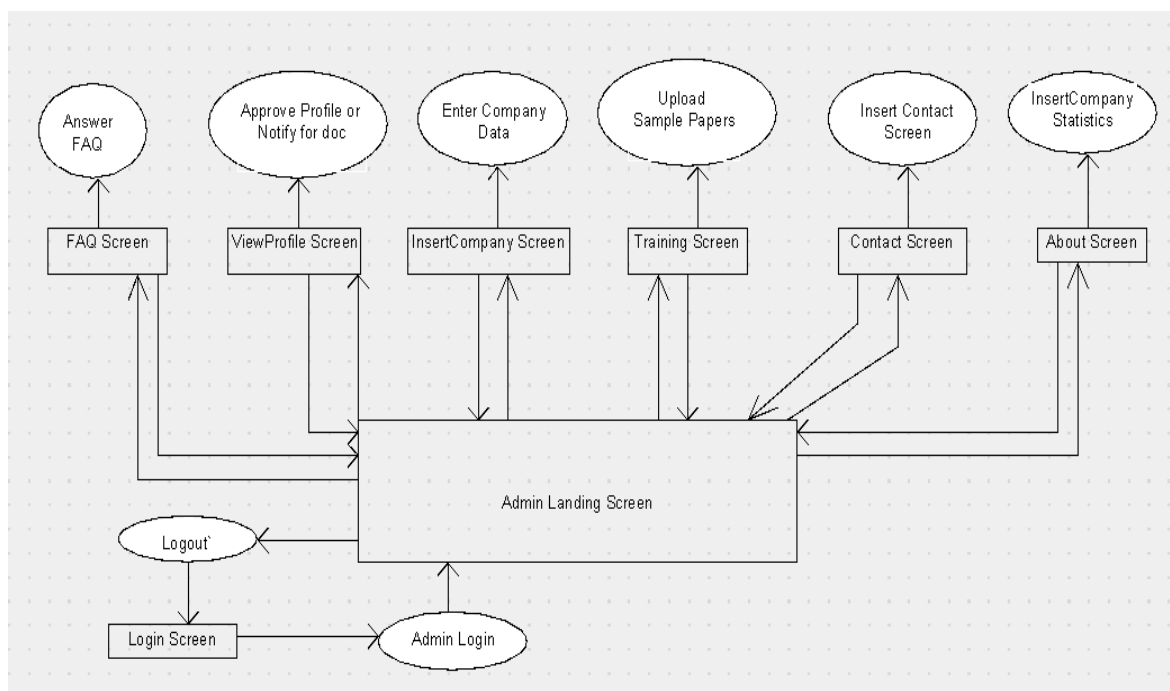 Answer
FAQ
Approve Profile or
Notify for doc
Enter Company
Data
Upload
Sample Papers
Insert Contact
Screen
InsertCompany
Statistics
FAQ Screen
ViewProfile Screen
InsertCompany Screen
Training Screen
Contact Screen
About Screen
Admin Landing Screen
Logout`
Login Screen
Admin Login